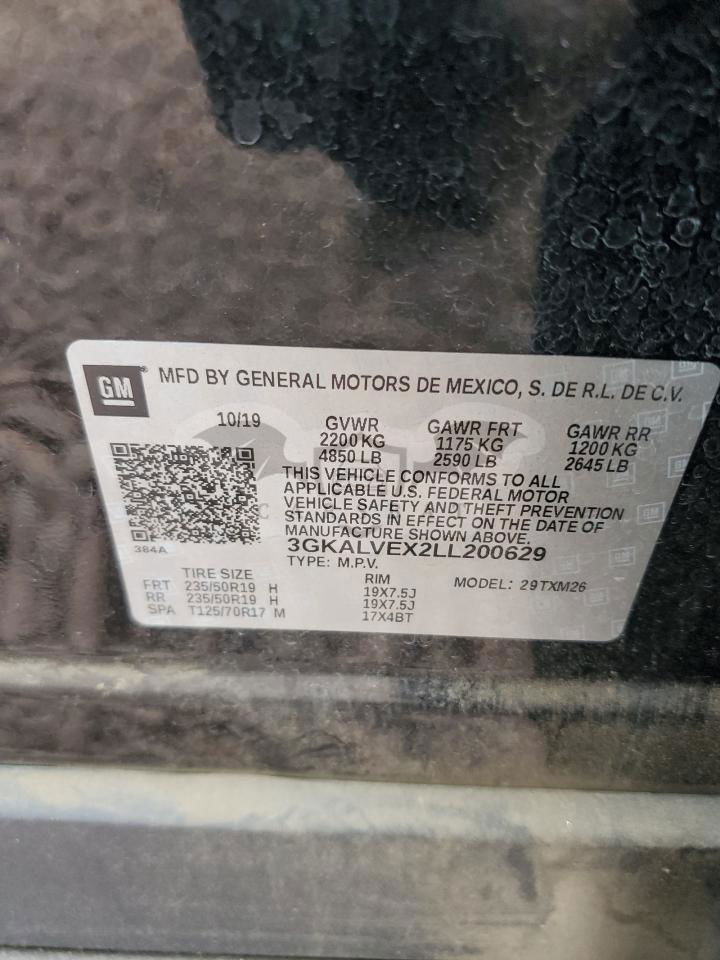 GM
MFD BY GENERAL MOTORS DE MEXICO, S. DE R.L. DE C.V.
10/19 GVWR GAWR FRT GAWR RR
2200 KG 1175 KG 1200 KG
4850 LB 2590 LB 2645 LB
THIS VEHICLE CONFORMS TO ALL
APPLICABLE U.S. FEDERAL MOTOR
VEHICLE SAFETY AND THEFT PREVENTION
STANDARDS IN EFFECT ON THE DATE OF
MANUFACTURE SHOWN ABOVE.
384A
3GKALVEX2LL200629
TYPE: M.P.V. MODEL: 29TXM26
TIRE SIZE RIM
FRT 235/50R19 H 19X7.5J
RR 235/50R19 H 19X7.5J
SPA T125/70R17 M 17X4BT